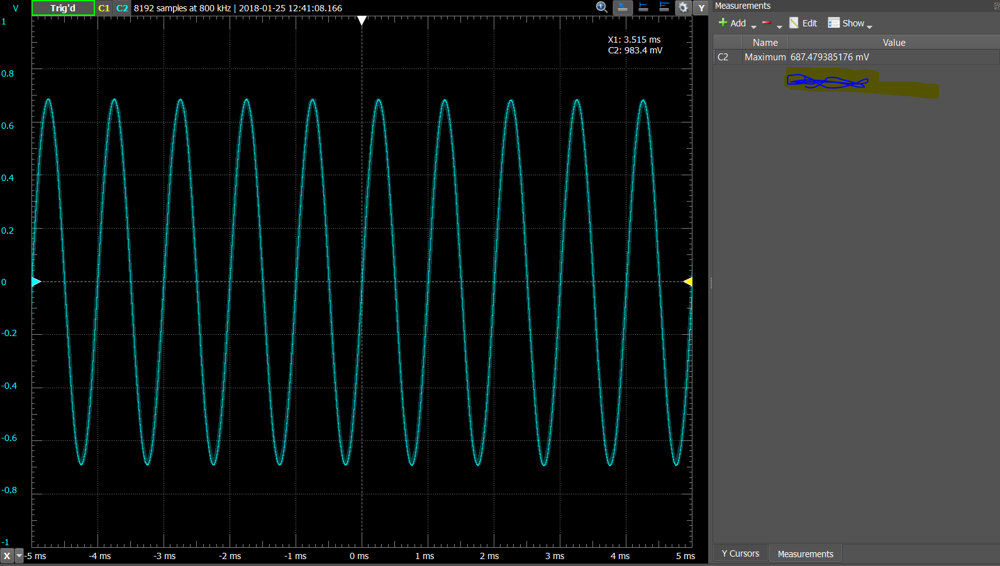 V Trig'd C1 C2 8192 samples at 800 kHz | 2018-01-25 12:41:08.166 Y
Measurements
Add Edit Show
Name Value
C2 Maximum 687.479385176 mV
X1: 3.515 ms
C2: 983.4 mV
1
0.8
0.6
0.4
0.2
0
-0.2
-0.4
-0.6
-0.8
-1
X -5 ms -4 ms -3 ms -2 ms -1 ms 0 ms 1 ms 2 ms 3 ms 4 ms 5 ms
Y Cursors Measurements